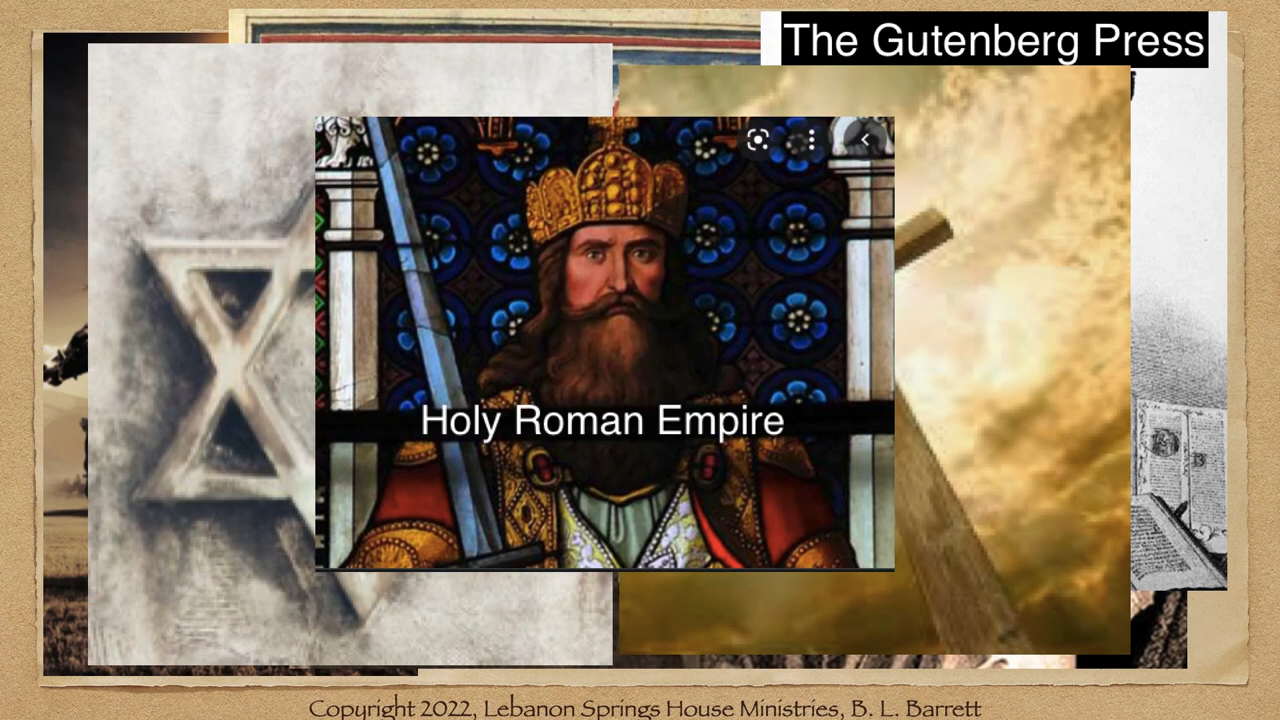 The Gutenberg Press
Holy Roman Empire
Copyright 2022, Lebanon Springs House Ministries, B. L. Barrett